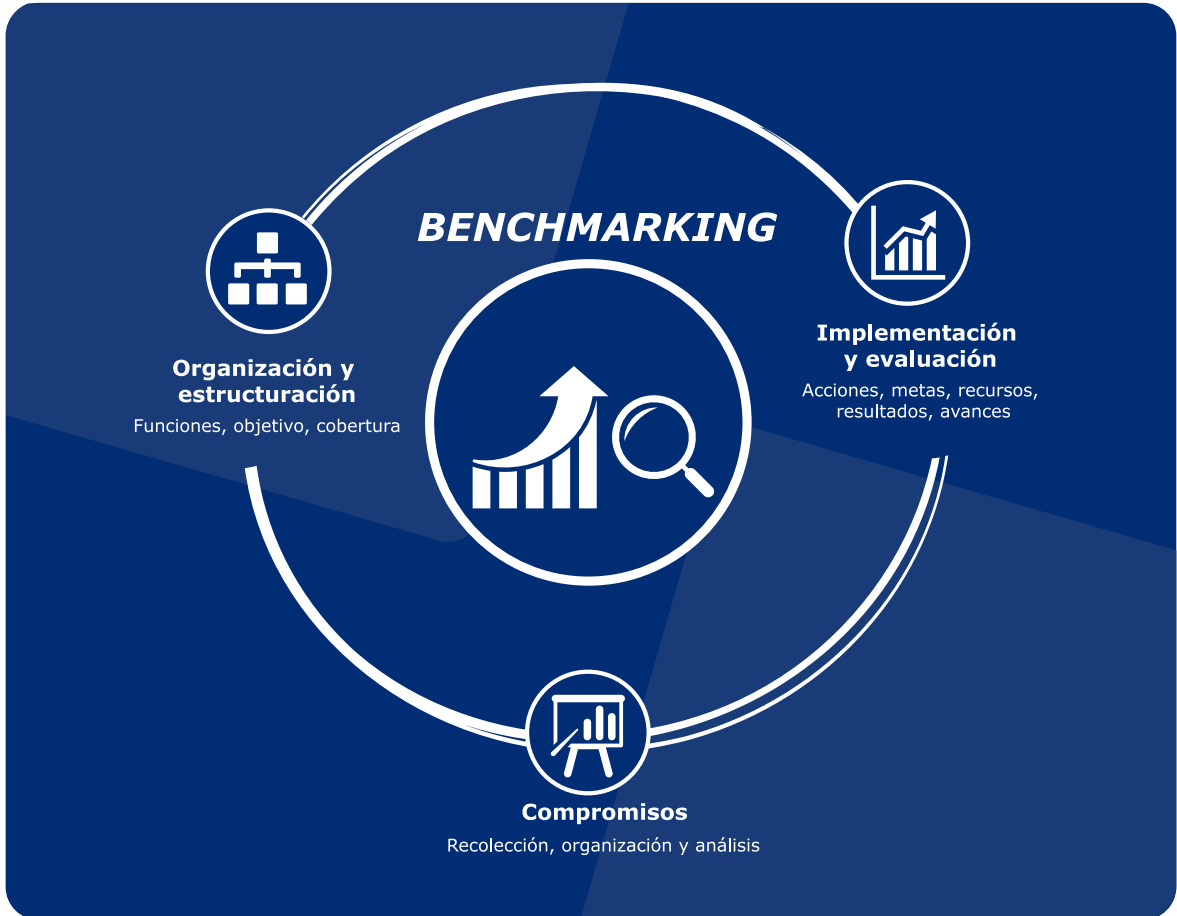 BENCHMARKING
Organización y
estructuración
Funciones, objetivo, cobertura
Implementación
y evaluación
Acciones, metas, recursos,
resultados, avances
Compromisos
Recolección, organización y análisis